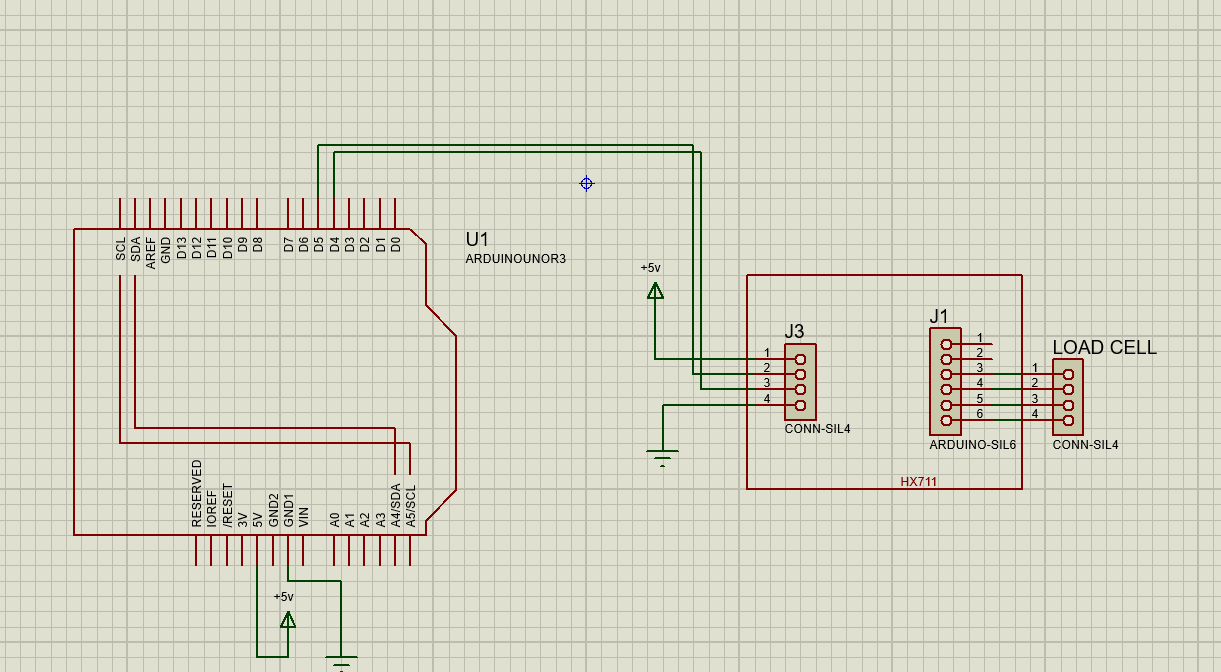 SCL
SDA
AREF
GND
D13
D12
D11
D10
D9
D8
D7
D6
D5
D4
D3
D2
D1
D0
U1
ARDUINOUNOR3
RESERVED
IOREF
/RESET
3V
5V
GND2
GND1
VIN
A0
A1
A2
A3
A4/SDA
A5/SCL
+5v
+5v
J3
1
2
3
4
CONN-SIL4
J1
1
2
3
4
5
6
ARDUINO-SIL6
HX711
LOAD CELL
1
2
3
4
CONN-SIL4